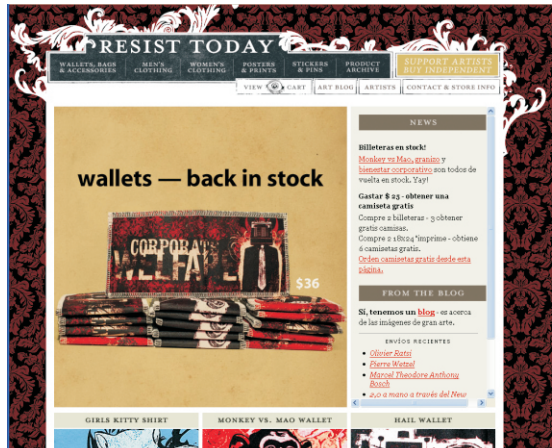 RESIST TODAY
WALLETS, BAGS
& ACCESSORIES
MEN'S
CLOTHING
WOMEN'S
CLOTHING
POSTERS
& PRINTS
STICKERS
& PINS
PRODUCT
ARCHIVE
SUPPORT ARTISTS
BUY INDEPENDENT
VIEW CART
ART BLOG
ARTISTS
CONTACT & STORE INFO
wallets — back in stock
CORPORATE
WELFARE
$36
NEWS
Billeteras en stock!
Monkey vs Mao, granizo y
bienestar corporativo son todos de
vuelta en stock. Yay!
Gastar $ 25 - obtener una
camiseta gratis
Compre 2 billeteras - 3 obtener
gratis camisas.
Compre 2 18x24 "imprime - obtiene
6 camisetas gratis.
Orden camisetas gratis desde esta
página.
FROM THE BLOG
Sí, tenemos un blog - es acerca
de las imágenes de gran arte.
ENVÍOS RECIENTES
Olivier Ratsi
Pierre Wetzel
Marcel Theodore Anthony
Bosch
2,0 a mano a través del New
GIRLS KITTY SHIRT
MONKEY VS. MAO WALLET
HAIL WALLET